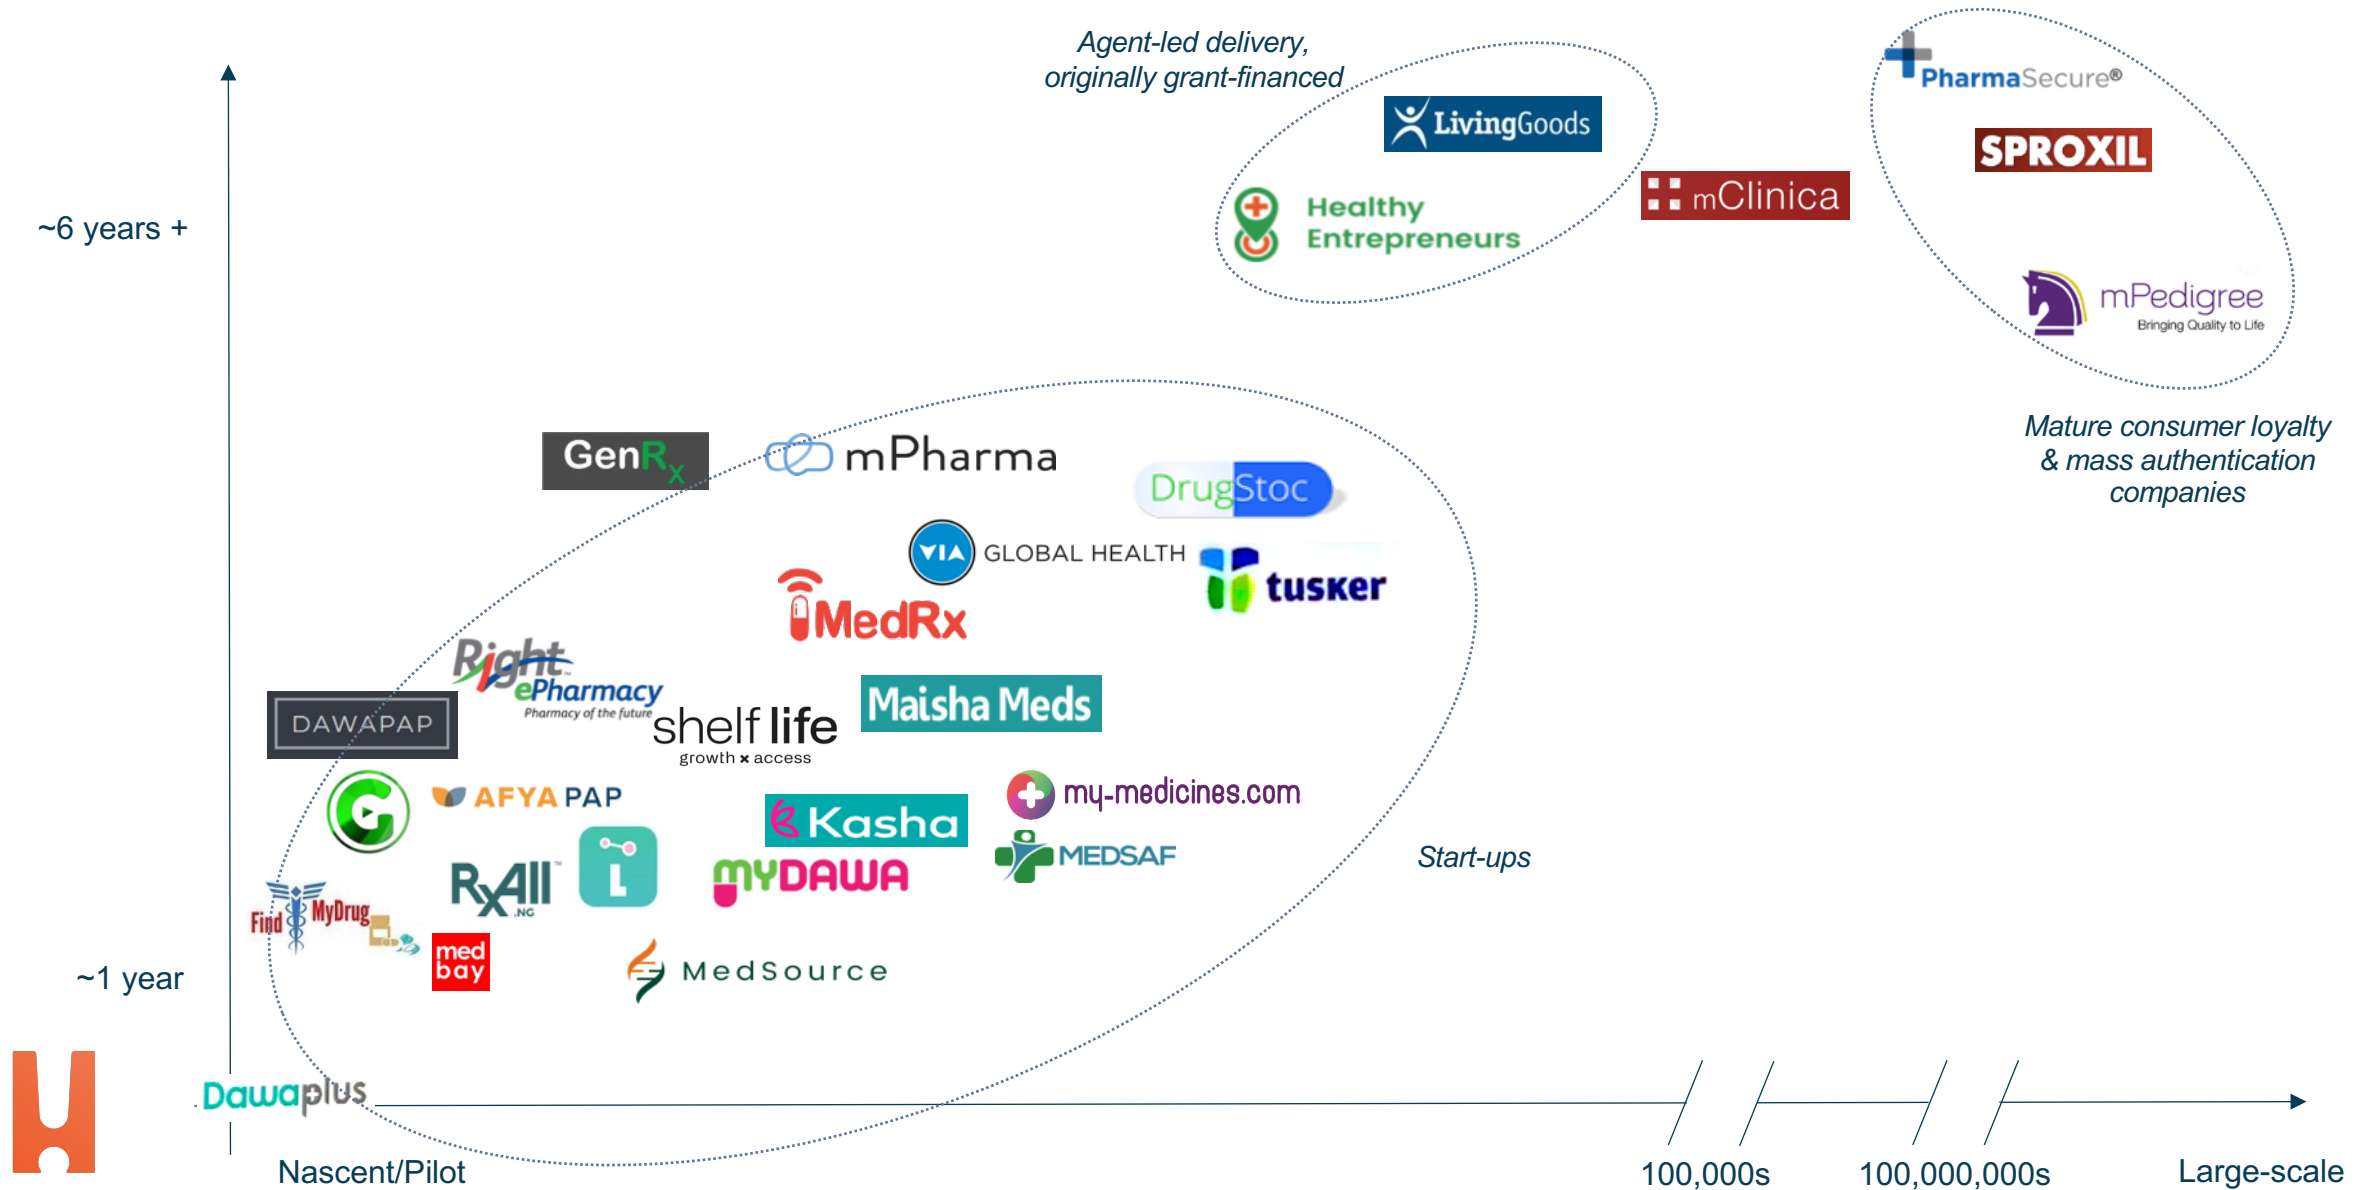 Agent-led delivery,
originally grant-financed
PharmaSecure®
LivingGoods
SPROXIL
mClinica
Healthy
Entrepreneurs
~6 years +
mPedigree
Bringing Quality to Life
Mature consumer loyalty
& mass authentication
companies
GenRx
mPharma
DrugStoc
VIA GLOBAL HEALTH
tusker
MedRx
Right
ePharmacy
Pharmacy of the future
DAWAPAP
shelf life
growth x access
Maisha Meds
G
AFYA PAP
my-medicines.com
Kasha
MEDSAF
Start-ups
RxAll™
.NG
L
MYDAWA
Find MyDrug
med
bay
MedSource
~1 year
Dawaplus
Nascent/Pilot
100,000s
100,000,000s
Large-scale